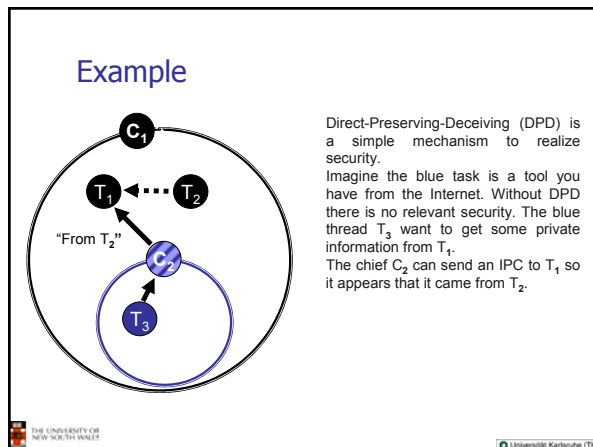 Example
C1
T1
T2
"From T2"
C2
T3
Direct-Preserving-Deceiving (DPD) is
a simple mechanism to realize
security.
Imagine the blue task is a tool you
have from the Internet. Without DPD
there is no relevant security. The blue
thread T3 want to get some private
information from T1.
The chief C2 can send an IPC to T1 so
it appears that it came from T2.
THE UNIVERSITY OF
NEW SOUTH WALES
Universität Karlsruhe (TH)